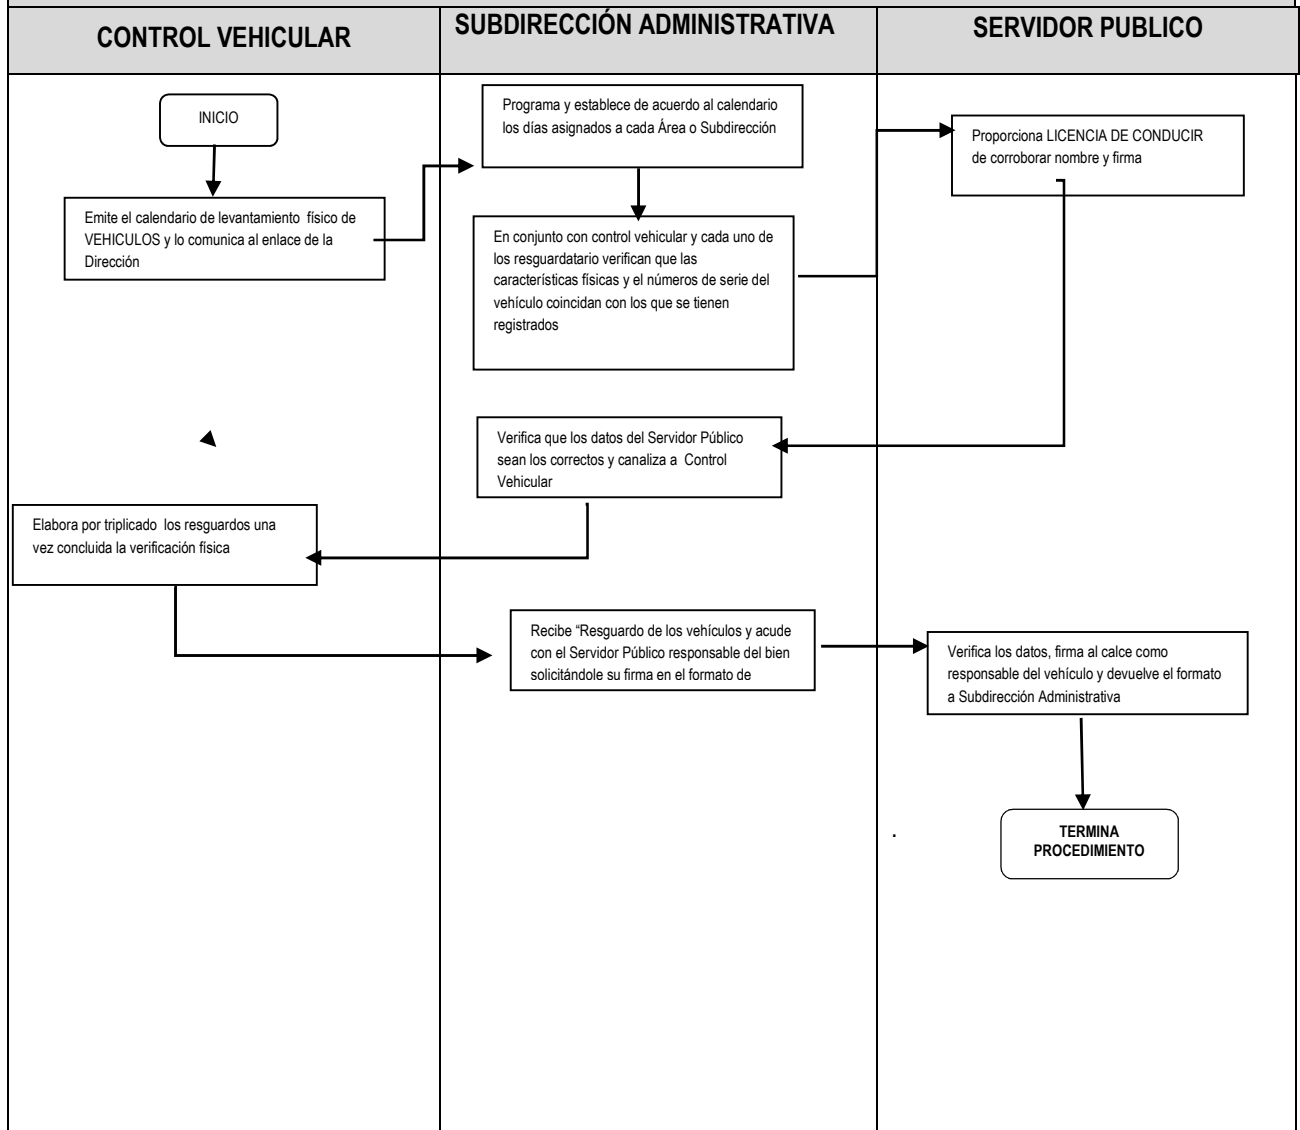 CONTROL VEHICULAR
SUBDIRECCIÓN ADMINISTRATIVA
SERVIDOR PUBLICO
INICIO
Emite el calendario de levantamiento físico de
VEHICULOS y lo comunica al enlace de la
Dirección
Programa y establece de acuerdo al calendario
los días asignados a cada Área o Subdirección
En conjunto con control vehicular y cada uno de
los resguardatario verifican que las
características físicas y el números de serie del
vehículo coincidan con los que se tienen
registrados
Proporciona LICENCIA DE CONDUCIR
de corroborar nombre y firma
Verifica que los datos del Servidor Público
sean los correctos y canaliza a Control
Vehicular
Elabora por triplicado los resguardos una
vez concluida la verificación física
Recibe “Resguardo de los vehículos y acude
con el Servidor Público responsable del bien
solicitándole su firma en el formato de
Verifica los datos, firma al calce como
responsable del vehículo y devuelve el formato
a Subdirección Administrativa
TERMINA
PROCEDIMIENTO
.